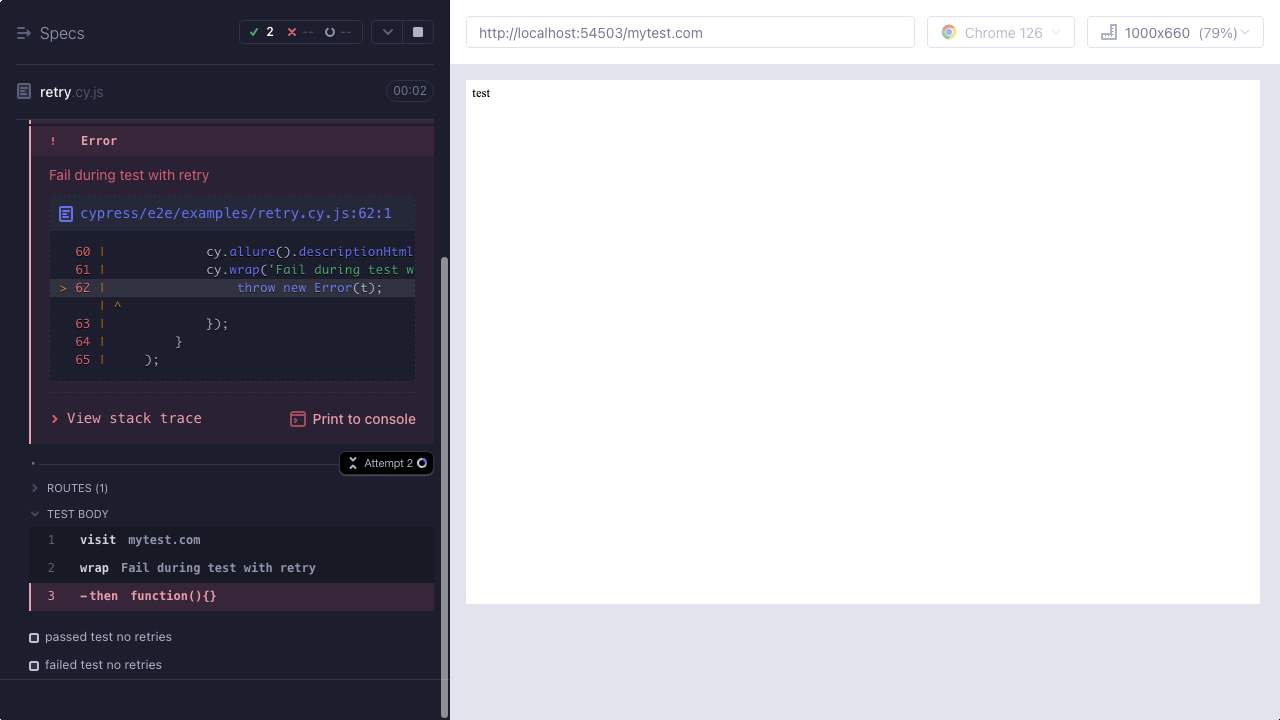 Specs
2
--
--
http://localhost:54503/mytest.com
Chrome 126
1000x660 (79%)
retry.cy.js
00:02
test
! Error
Fail during test with retry
cypress/e2e/examples/retry.cy.js:62:1
60 | cy.allure().descriptionHtml
61 | cy.wrap('Fail during test w
> 62 | throw new Error(t);
| ^
63 | });
64 | }
65 | );
View stack trace
Print to console
Attempt 2
ROUTES (1)
TEST BODY
1 visit mytest.com
2 wrap Fail during test with retry
3 -then function(){}
passed test no retries
failed test no retries